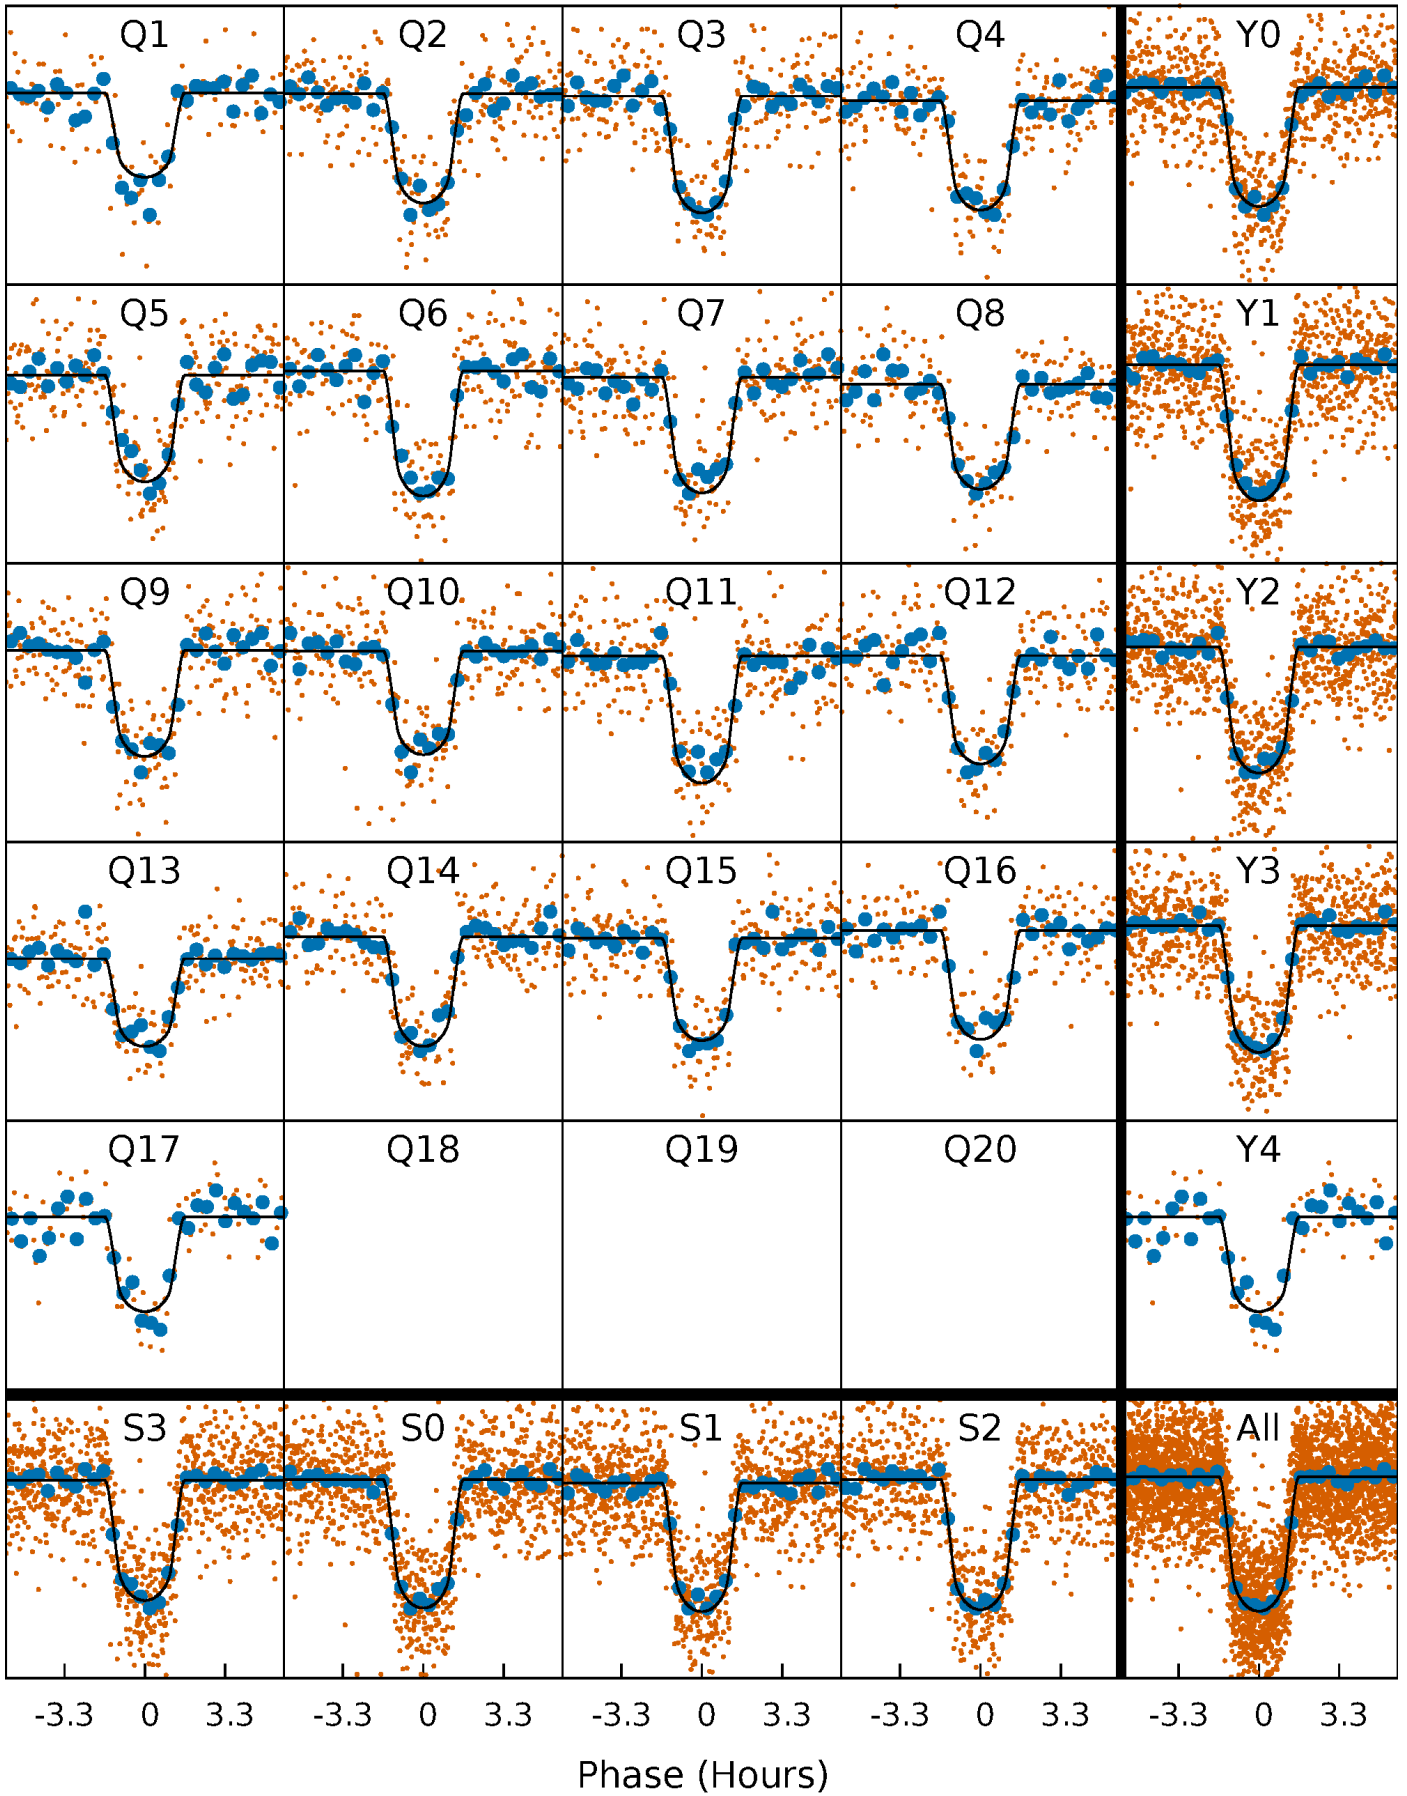 Q1 Q2 Q3 Q4 Y0
Q5 Q6 Q7 Q8 Y1
Q9 Q10 Q11 Q12 Y2
Q13 Q14 Q15 Q16 Y3
Q17 Q18 Q19 Q20 Y4
S3 S0 S1 S2 All
-3.3 0 3.3 -3.3 0 3.3 -3.3 0 3.3 -3.3 0 3.3 -3.3 0 3.3
Phase (Hours)